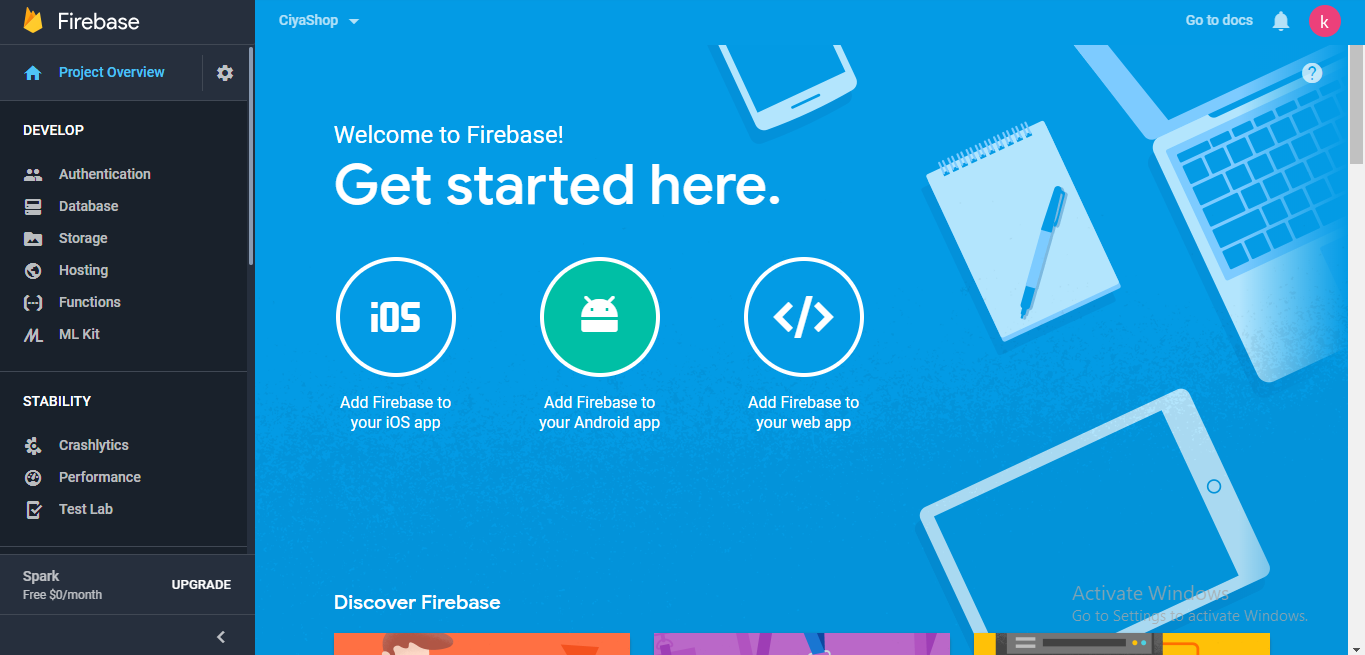 Firebase
CiyaShop
Go to docs
k
Project Overview
?
DEVELOP
Authentication
Database
Storage
Hosting
Functions
ML Kit
STABILITY
Crashlytics
Performance
Test Lab
Spark
Free $0/month
UPGRADE
Welcome to Firebase!
Get started here.
iOS
Add Firebase to
your iOS app
Add Firebase to
your Android app
</>
Add Firebase to
your web app
Discover Firebase
Activate Windows
Go to Settings to activate Windows.